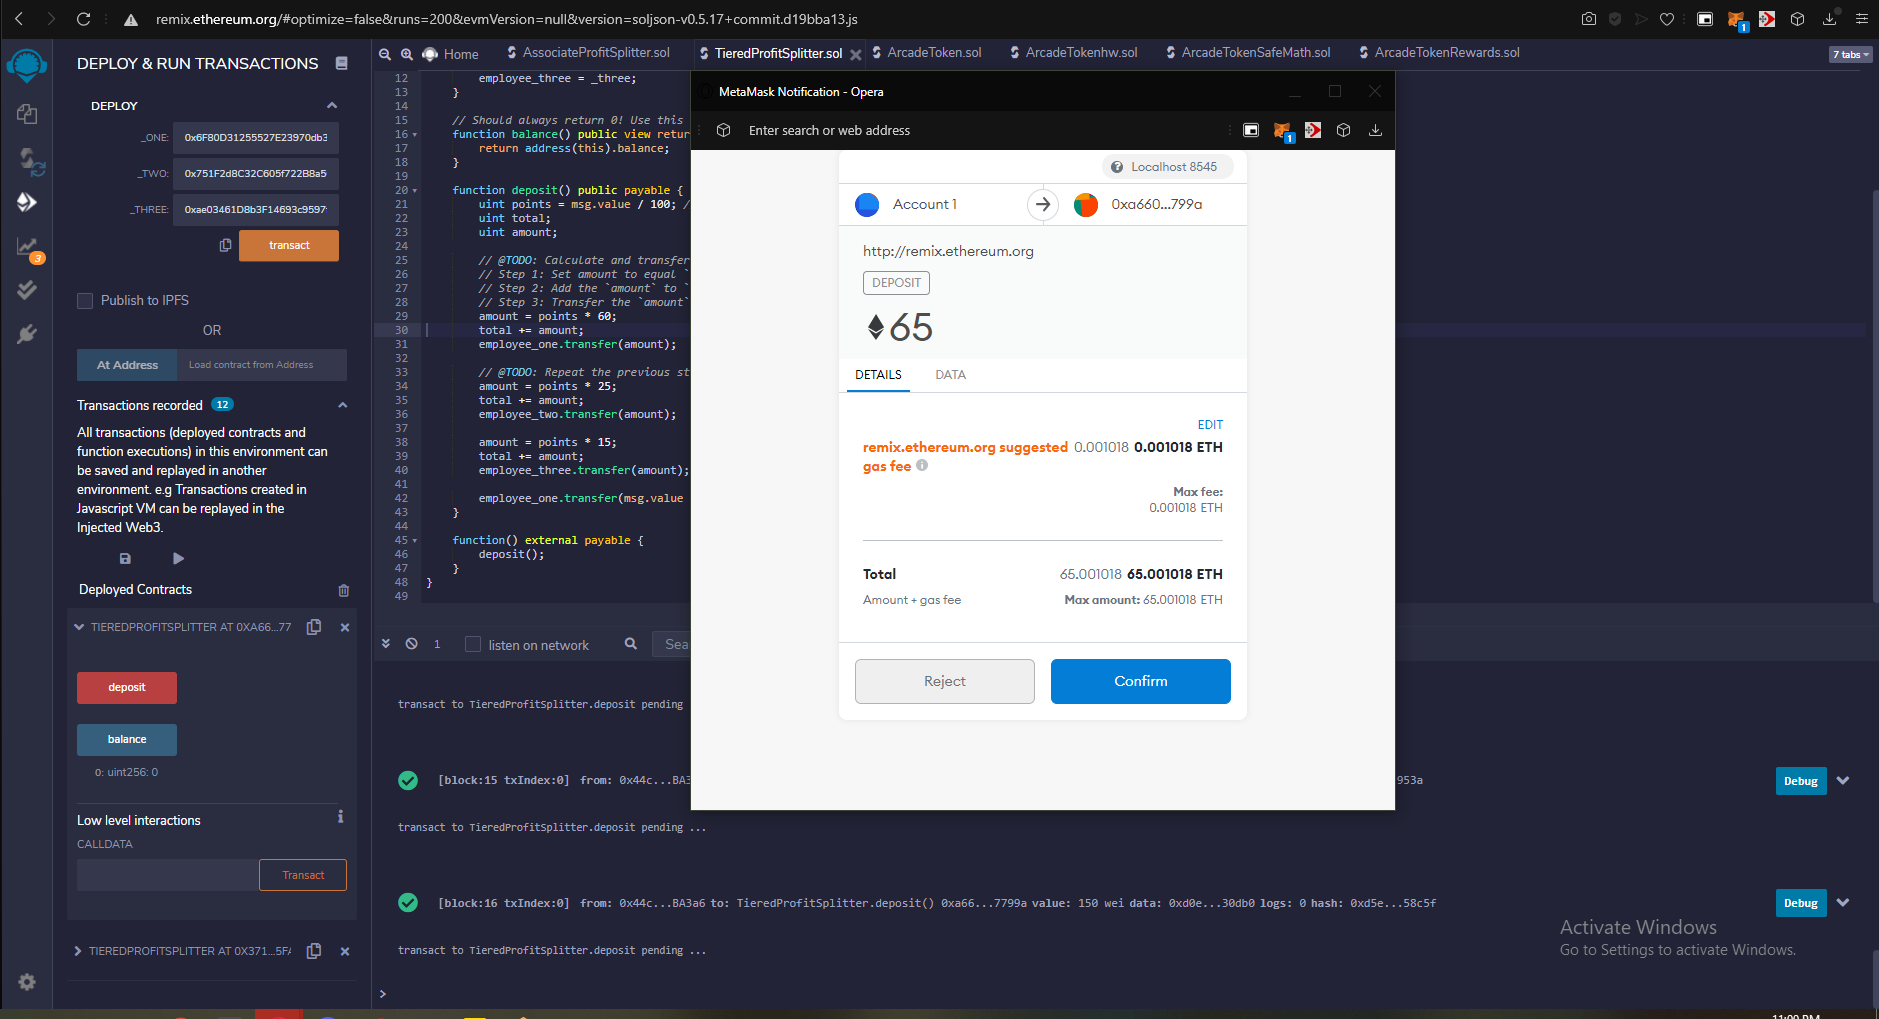 remix.ethereum.org/#optimize=false&runs=200&evmVersion=null&version=soljson-v0.5.17+commit.d19bba13.js
1
DEPLOY & RUN TRANSACTIONS
Home
AssociateProfitSplitter.sol
TieredProfitSplitter.sol
ArcadeToken.sol
ArcadeTokenhw.sol
ArcadeTokenSafeMath.sol
ArcadeTokenRewards.sol
7 tabs
DEPLOY
_ONE: 0x6F80D31255527E23970db3
_TWO: 0x751F2d8C32C605f722B8a5
_THREE: 0xae03461D8b3F14693c9597
transact
3
Publish to IPFS
OR
At Address
Load contract from Address
Transactions recorded 12
All transactions (deployed contracts and
function executions) in this environment can
be saved and replayed in another
environment. e.g Transactions created in
Javascript VM can be replayed in the
Injected Web3.
Deployed Contracts
TIEREDPROFITSPLITTER AT 0XA66...77
deposit
balance
0: uint256: 0
Low level interactions
CALLDATA
Transact
TIEREDPROFITSPLITTER AT 0X371...5F
12 employee_three = _three;
13 }
14
15 // Should always return 0! Use this
16 function balance() public view retur
17 return address(this).balance;
18 }
19
20 function deposit() public payable {
21 uint points = msg.value / 100; /
22 uint total;
23 uint amount;
24
25 // @TODO: Calculate and transfer
26 // Step 1: Set amount to equal `
27 // Step 2: Add the `amount` to `
28 // Step 3: Transfer the `amount`
29 amount = points * 60;
30 total += amount;
31 employee_one.transfer(amount);
32
33 // @TODO: Repeat the previous st
34 amount = points * 25;
35 total += amount;
36 employee_two.transfer(amount);
37
38 amount = points * 15;
39 total += amount;
40 employee_three.transfer(amount);
41
42 employee_one.transfer(msg.value
43 }
44
45 function() external payable {
46 deposit();
47 }
48 }
49
1
listen on network
Sea
transact to TieredProfitSplitter.deposit pending
[block:15 txIndex:0] from: 0x44c...BA3
953a
Debug
transact to TieredProfitSplitter.deposit pending ...
[block:16 txIndex:0] from: 0x44c...BA3a6 to: TieredProfitSplitter.deposit() 0xa66...7799a value: 150 wei data: 0xd0e...30db0 logs: 0 hash: 0xd5e...58c5f
Debug
transact to TieredProfitSplitter.deposit pending ...
>
MetaMask Notification - Opera
Enter search or web address
1
Localhost 8545
Account 1
0xa660...799a
http://remix.ethereum.org
DEPOSIT
65
DETAILS
DATA
EDIT
remix.ethereum.org suggested 0.001018 0.001018 ETH
gas fee
Max fee:
0.001018 ETH
Total 65.001018 65.001018 ETH
Amount + gas fee Max amount: 65.001018 ETH
Reject
Confirm
Activate Windows
Go to Settings to activate Windows.